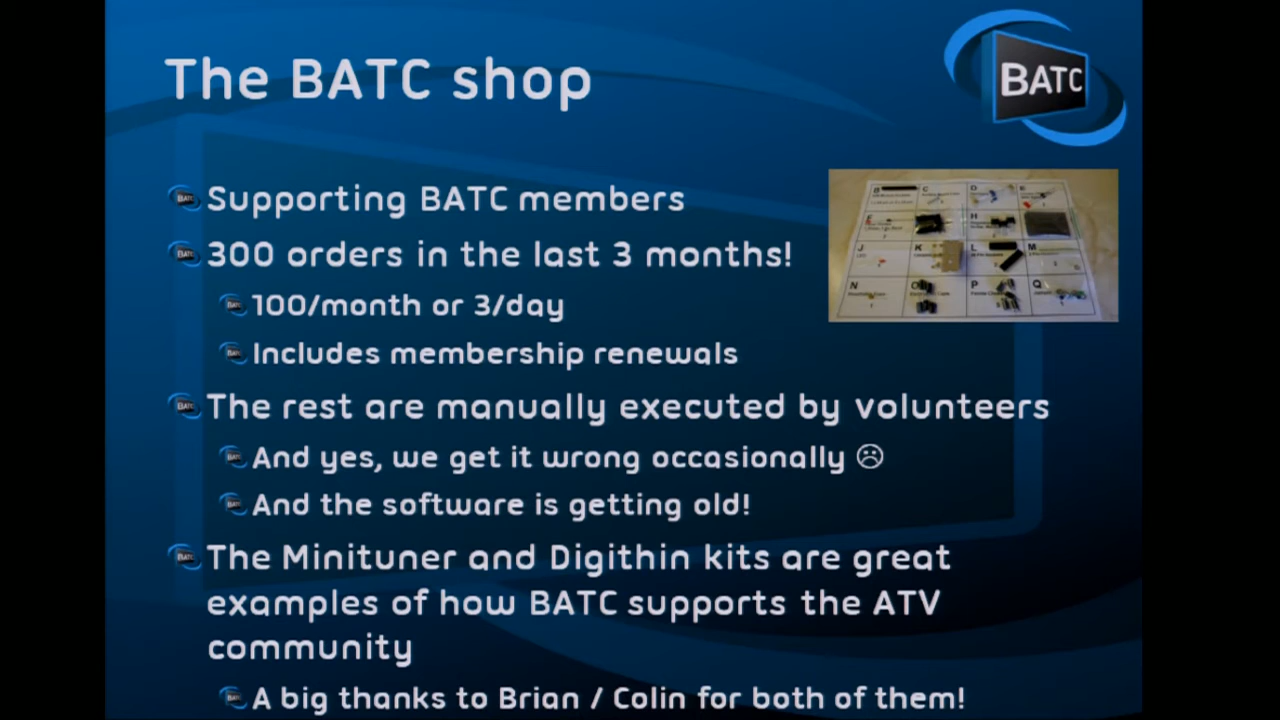 The BATC shop
BATC
Supporting BATC members
300 orders in the last 3 months!
100/month or 3/day
Includes membership renewals
The rest are manually executed by volunteers
And yes, we get it wrong occasionally ☹
And the software is getting old!
The Minituner and Digithin kits are great
examples of how BATC supports the ATV
community
A big thanks to Brian / Colin for both of them!
B C D E
H
J K L M
N P Q